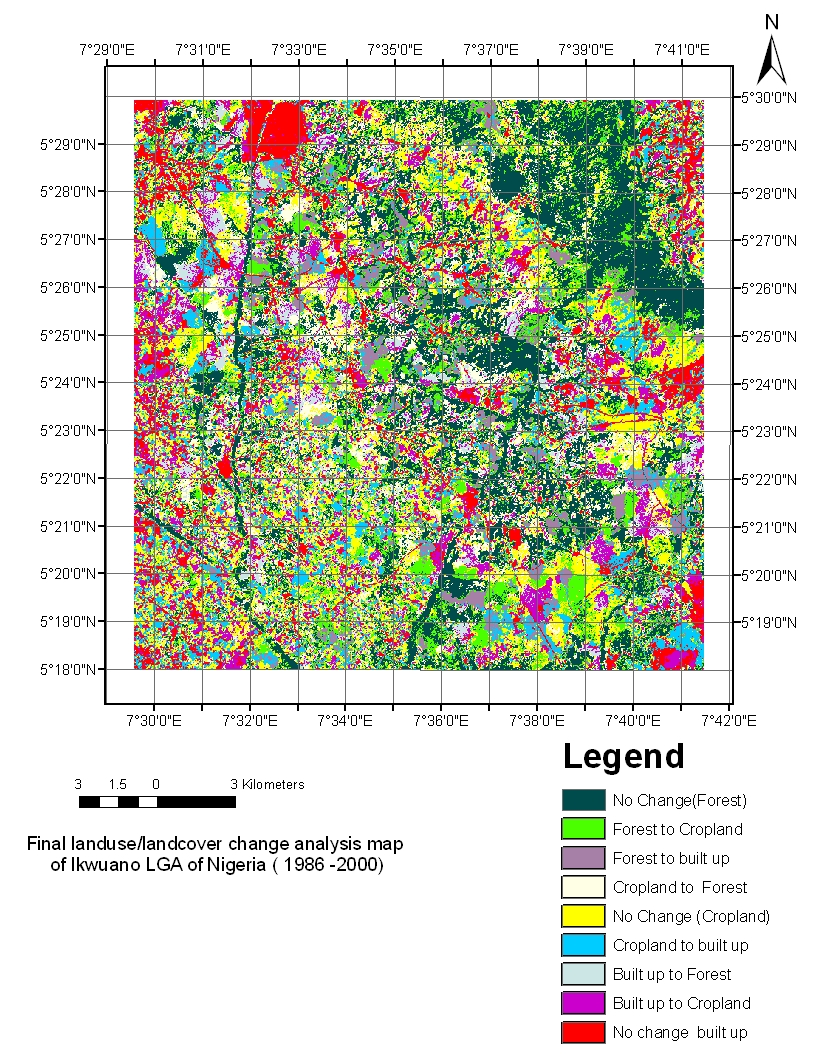 N
7°29'0"E 7°31'0"E 7°33'0"E 7°35'0"E 7°37'0"E 7°39'0"E 7°41'0"E
5°30'0"N
5°29'0"N 5°29'0"N
5°28'0"N 5°28'0"N
5°27'0"N 5°27'0"N
5°26'0"N 5°26'0"N
5°25'0"N 5°25'0"N
5°24'0"N 5°24'0"N
5°23'0"N 5°23'0"N
5°22'0"N 5°22'0"N
5°21'0"N 5°21'0"N
5°20'0"N 5°20'0"N
5°19'0"N 5°19'0"N
5°18'0"N
7°30'0"E 7°32'0"E 7°34'0"E 7°36'0"E 7°38'0"E 7°40'0"E 7°42'0"E
3 1.5 0 3 Kilometers
Final landuse/landcover change analysis map
of Ikwuano LGA of Nigeria ( 1986 -2000)
Legend
No Change(Forest)
Forest to Cropland
Forest to built up
Cropland to Forest
No Change (Cropland)
Cropland to built up
Built up to Forest
Built up to Cropland
No change built up